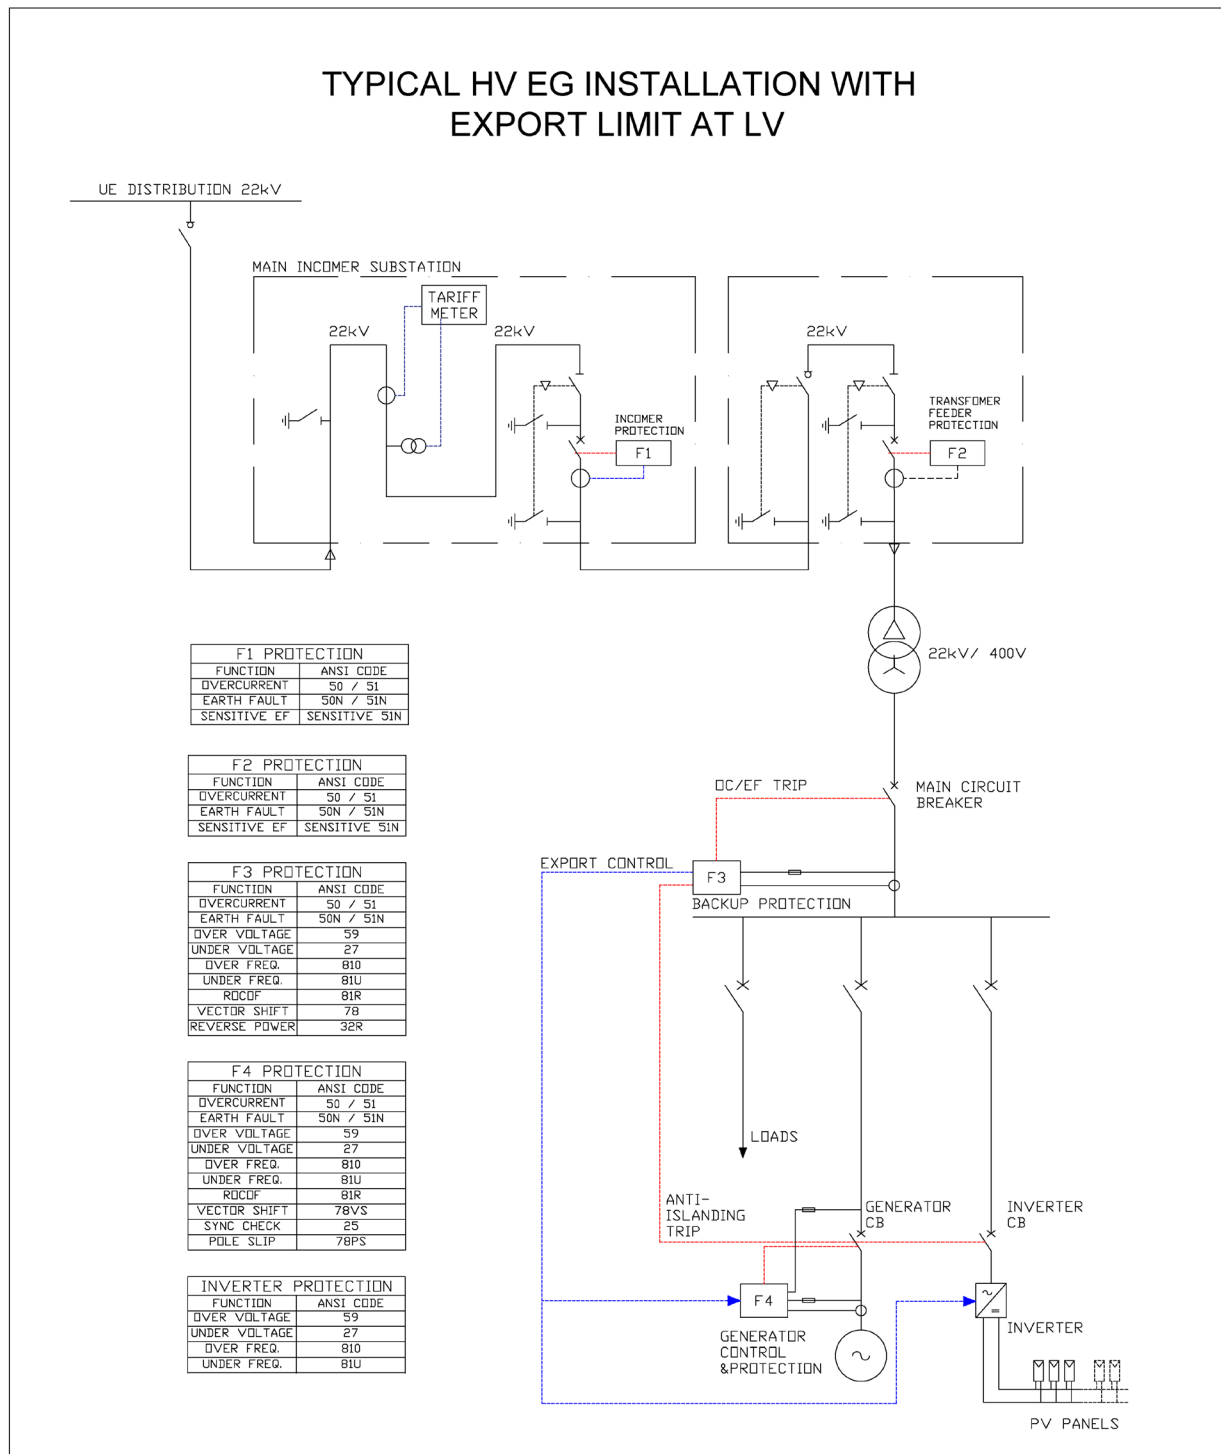 TYPICAL HV EG INSTALLATION WITH
EXPORT LIMIT AT LV
UE DISTRIBUTION 22kV
MAIN INCOMER SUBSTATION
TARIFF
METER
22kV
22kV
22kV
INCOMER
PROTECTION
F1
TRANSFOMER
FEEDER
PROTECTION
F2
22kV/ 400V
F1 PROTECTION
FUNCTION ANSI CODE
OVERCURRENT 50 / 51
EARTH FAULT 50N / 51N
SENSITIVE EF SENSITIVE 51N
F2 PROTECTION
FUNCTION ANSI CODE
OVERCURRENT 50 / 51
EARTH FAULT 50N / 51N
SENSITIVE EF SENSITIVE 51N
F3 PROTECTION
FUNCTION ANSI CODE
OVERCURRENT 50 / 51
EARTH FAULT 50N / 51N
OVER VOLTAGE 59
UNDER VOLTAGE 27
OVER FREQ. 81O
UNDER FREQ. 81U
ROCOF 81R
VECTOR SHIFT 78
REVERSE POWER 32R
F4 PROTECTION
FUNCTION ANSI CODE
OVERCURRENT 50 / 51
EARTH FAULT 50N / 51N
OVER VOLTAGE 59
UNDER VOLTAGE 27
OVER FREQ. 81O
UNDER FREQ. 81U
ROCOF 81R
VECTOR SHIFT 78VS
SYNC CHECK 25
POLE SLIP 78PS
INVERTER PROTECTION
FUNCTION ANSI CODE
OVER VOLTAGE 59
UNDER VOLTAGE 27
OVER FREQ. 81O
UNDER FREQ. 81U
OC/EF TRIP
MAIN CIRCUIT
BREAKER
EXPORT CONTROL
F3
BACKUP PROTECTION
LOADS
ANTI-
ISLANDING
TRIP
GENERATOR
CB
INVERTER
CB
F4
GENERATOR
CONTROL
&PROTECTION
INVERTER
PV PANELS